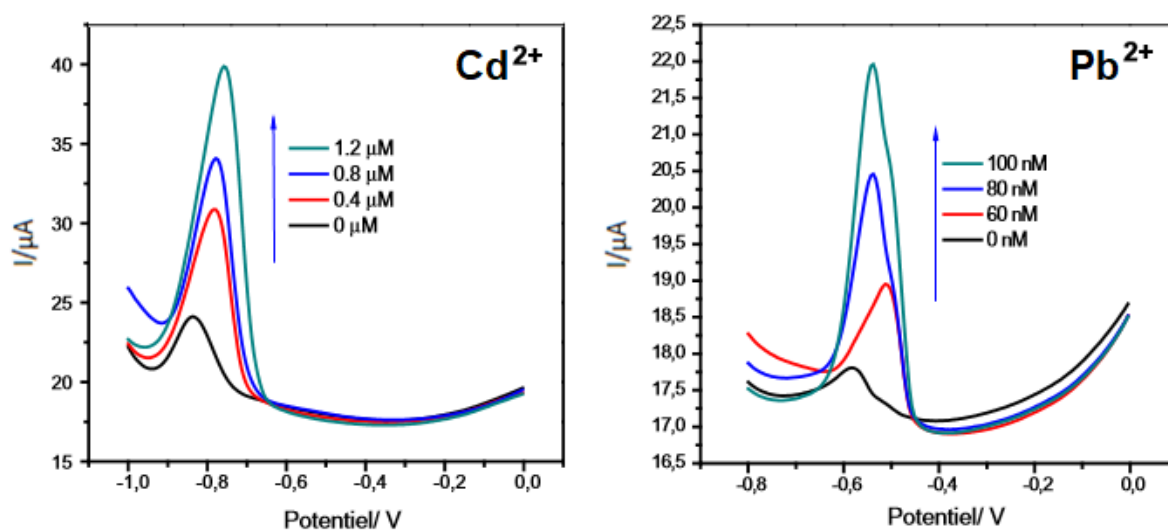 Cd2+
40
35
30
25
20
15
I/µA
1.2 µM
0.8 µM
0.4 µM
0 µM
-1,0
-0,8
-0,6
-0,4
-0,2
0,0
Potentiel/ V
Pb2+
22,5
22,0
21,5
21,0
20,5
20,0
19,5
19,0
18,5
18,0
17,5
17,0
16,5
I/µA
100 nM
80 nM
60 nM
0 nM
-0,8
-0,6
-0,4
-0,2
0,0
Potentiel/ V